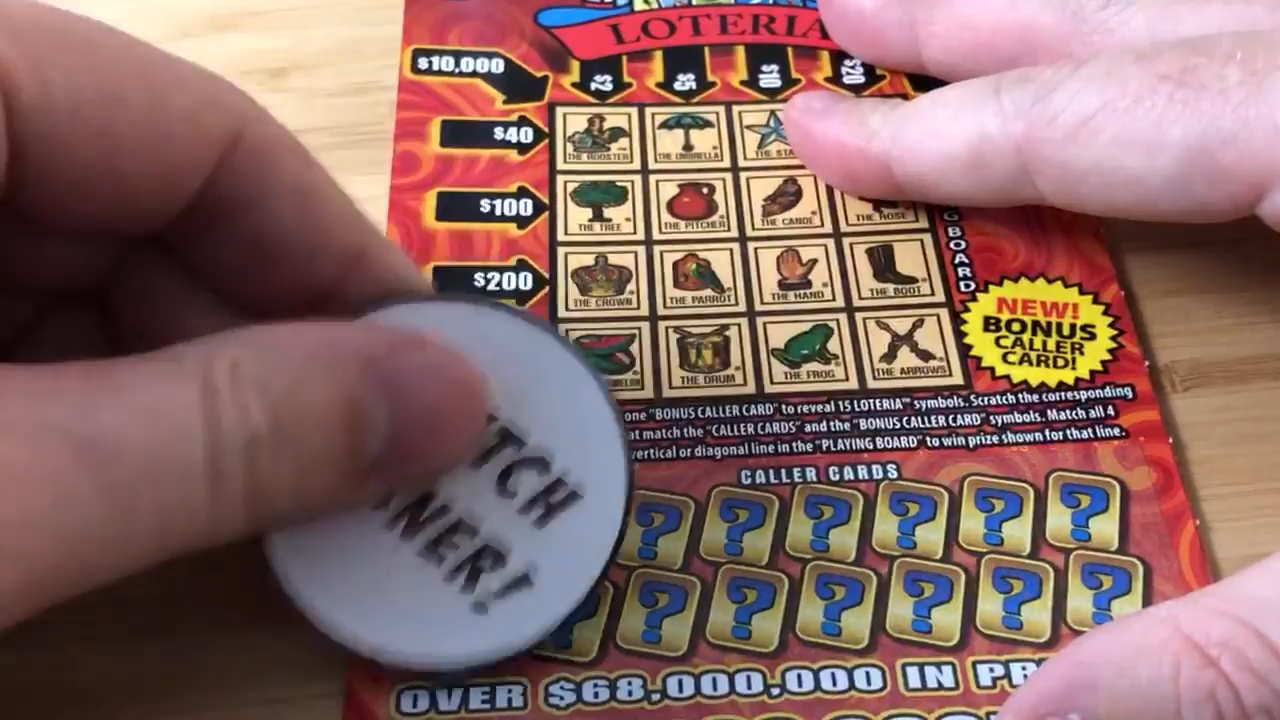 LOTERIA
$10,000
$2 $5 $10 $20
$40
THE ROOSTER THE UMBRELLA THE STA
$100
THE TREE THE PITCHER THE CANOE THE ROSE
$200
THE CROWN THE PARROT THE HAND THE BOOT
THE DRUM THE FROG THE ARROWS
G BOARD
NEW!
BONUS
CALLER
CARD!
one "BONUS CALLER CARD" to reveal 15 LOTERIA™ symbols. Scratch the corresponding
at match the "CALLER CARDS" and the "BONUS CALLER CARD" symbols. Match all 4
vertical or diagonal line in the "PLAYING BOARD" to win prize shown for that line.
CALLER CARDS
? ? ? ? ? ?
? ? ? ? ? ? ?
TCH
NER!
OVER $68,000,000 IN PR